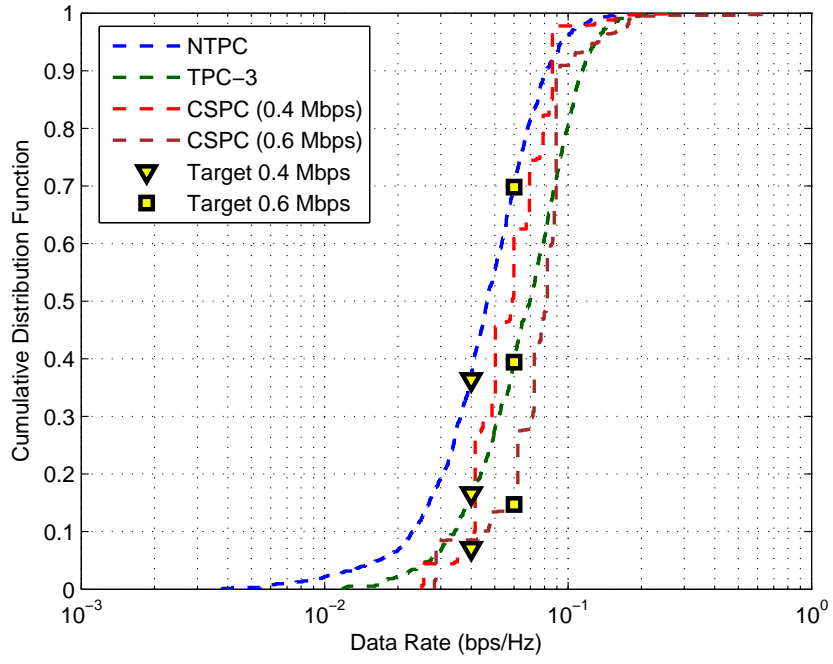 1
0.9
0.8
0.7
0.6
0.5
0.4
0.3
0.2
0.1
0
Cumulative Distribution Function
NTPC
TPC−3
CSPC (0.4 Mbps)
CSPC (0.6 Mbps)
Target 0.4 Mbps
Target 0.6 Mbps
10⁻³ 10⁻² 10⁻¹ 10⁰
Data Rate (bps/Hz)